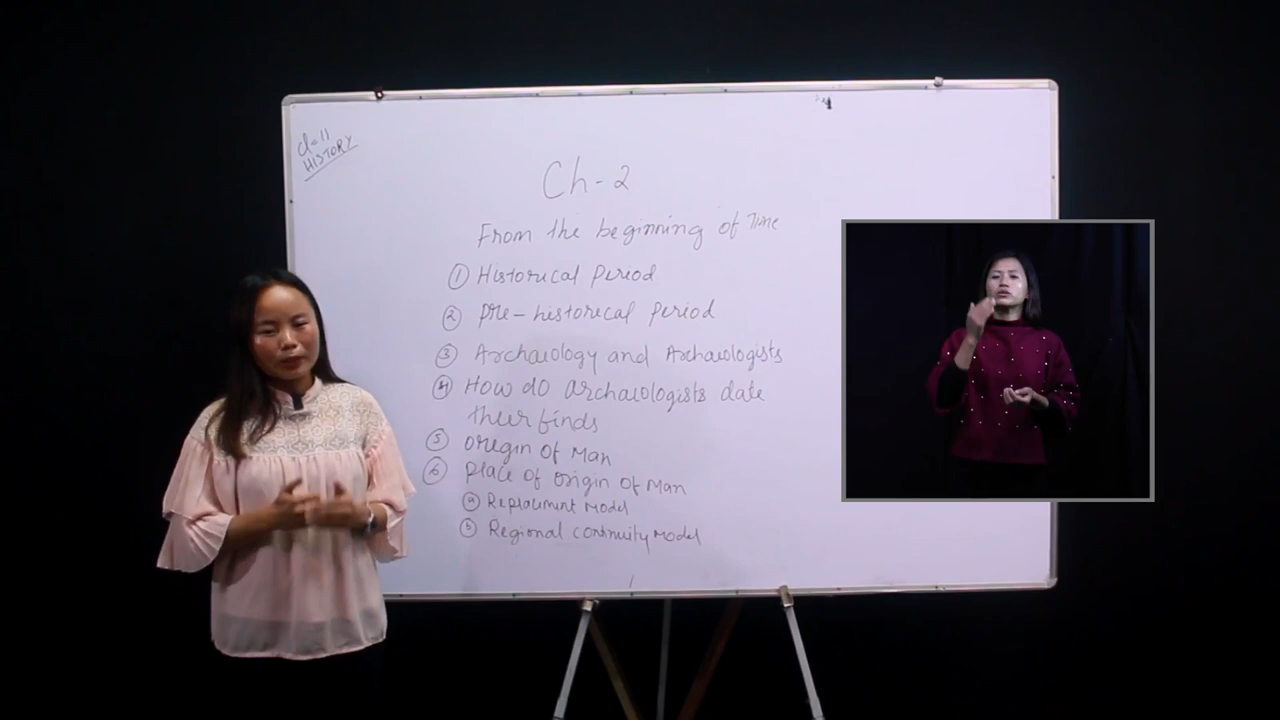 cl-11
HISTORY
Ch-2
From the beginning of Time
① Historical Period
② Pre-historical Period
③ Archaeology and Archaeologists
④ How do archaeologists date
their finds
⑤ Origin of Man
⑥ Place of origin of Man
ⓐ Replacement Model
ⓑ Regional continuity Model